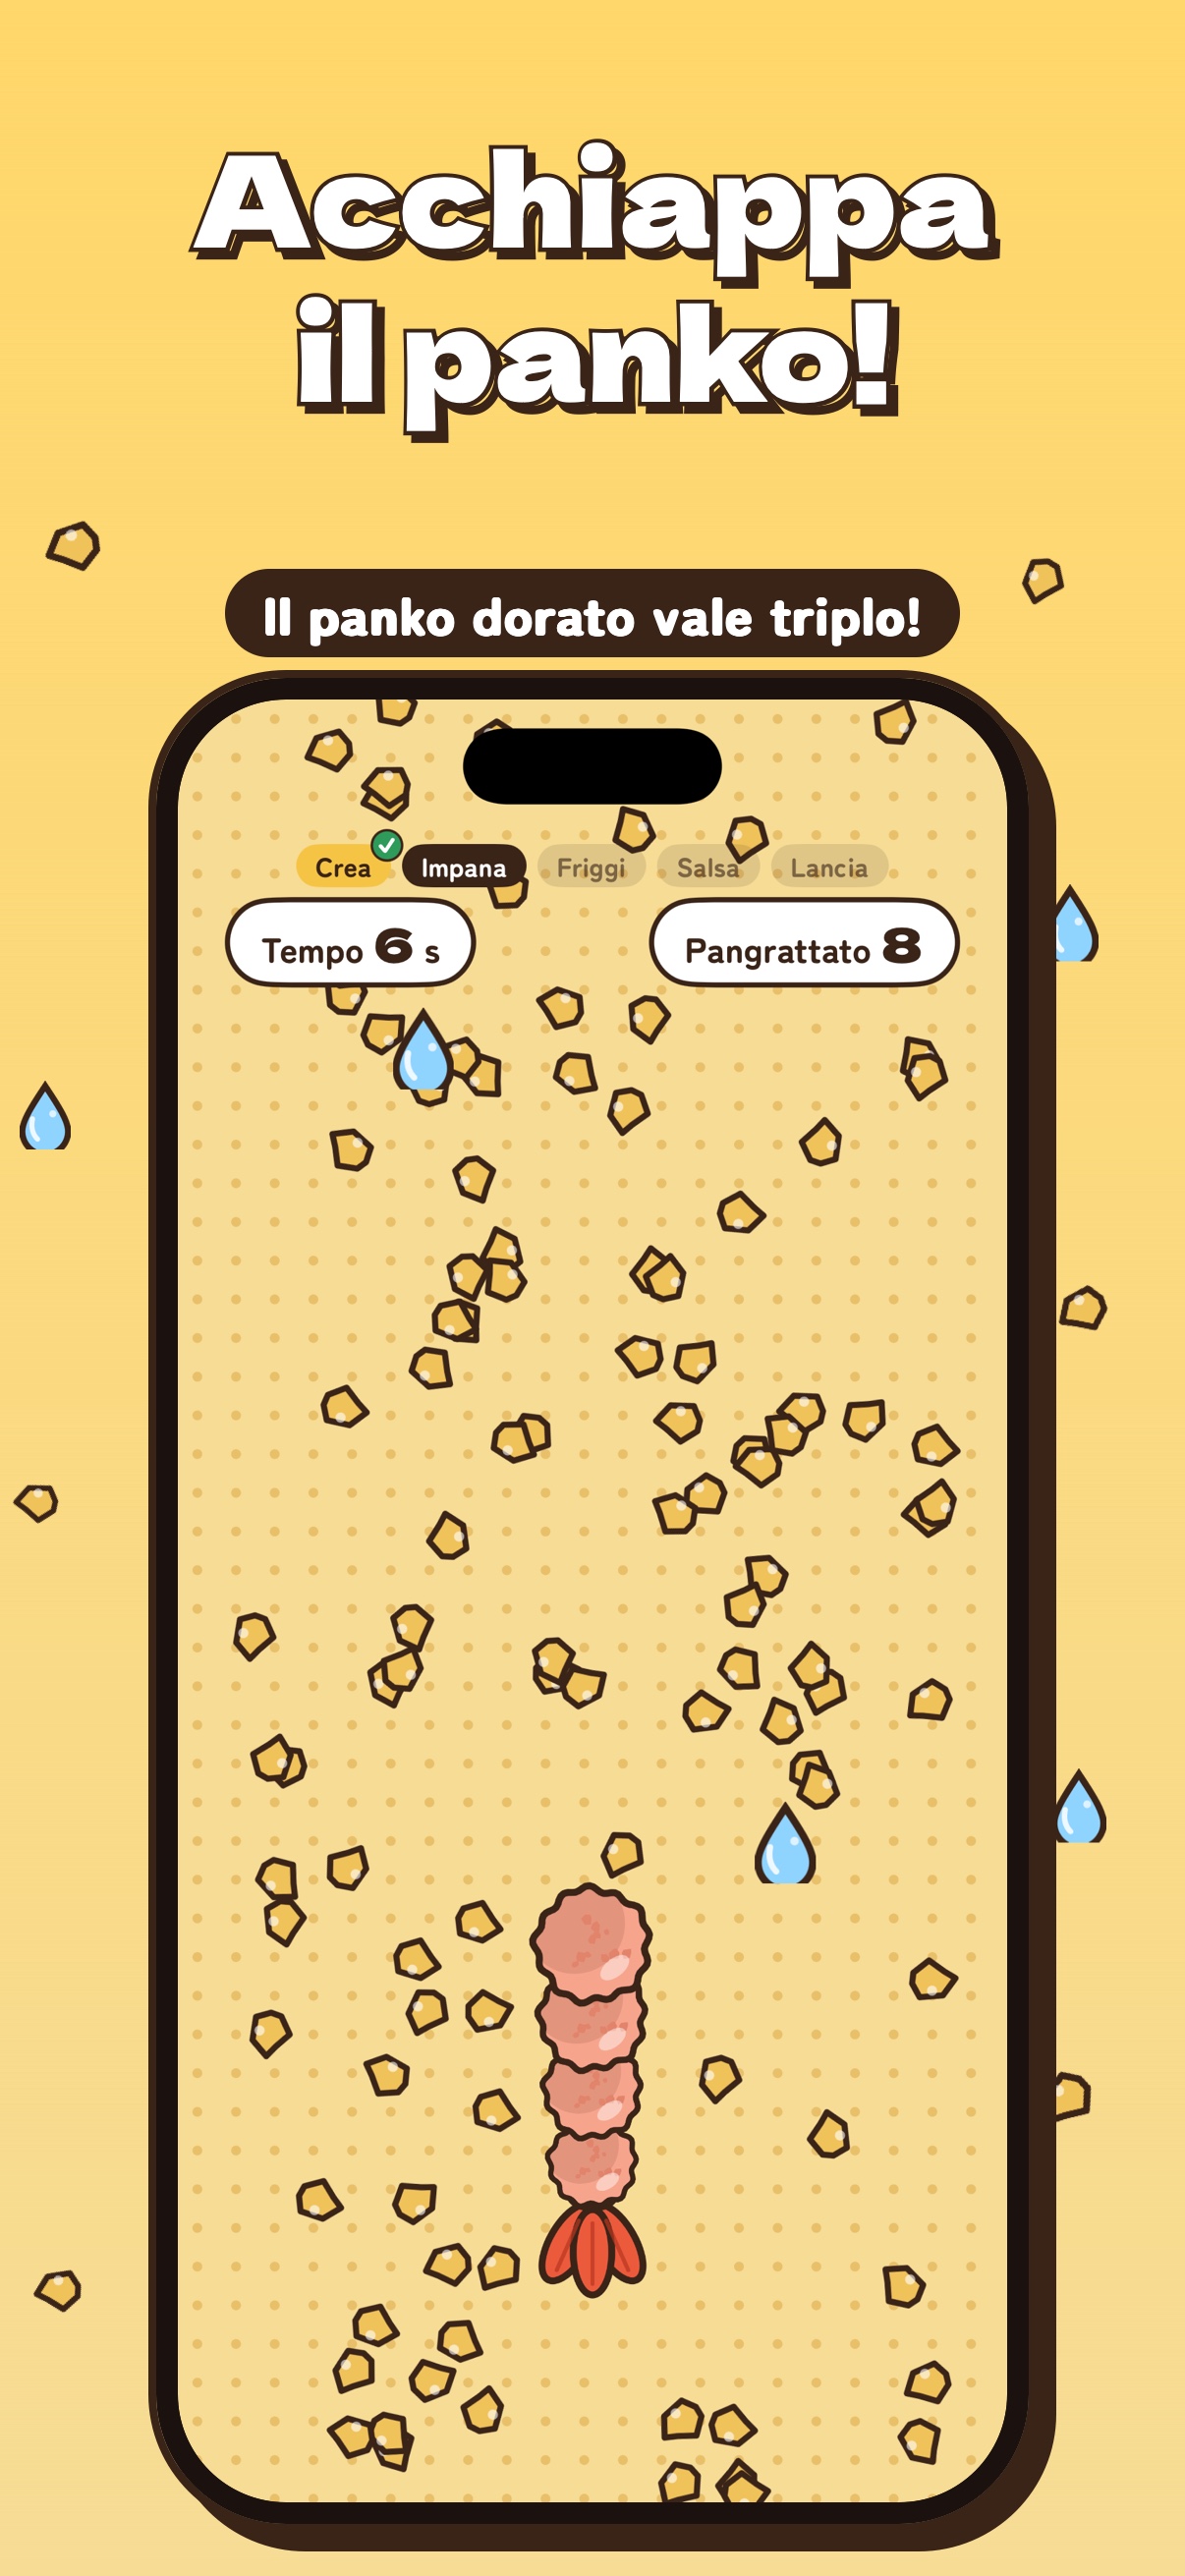 Acchiappa
il panko!
Il panko dorato vale triplo!
Crea Impana Friggi Salsa Lancia
Tempo 6 s Pangrattato 8